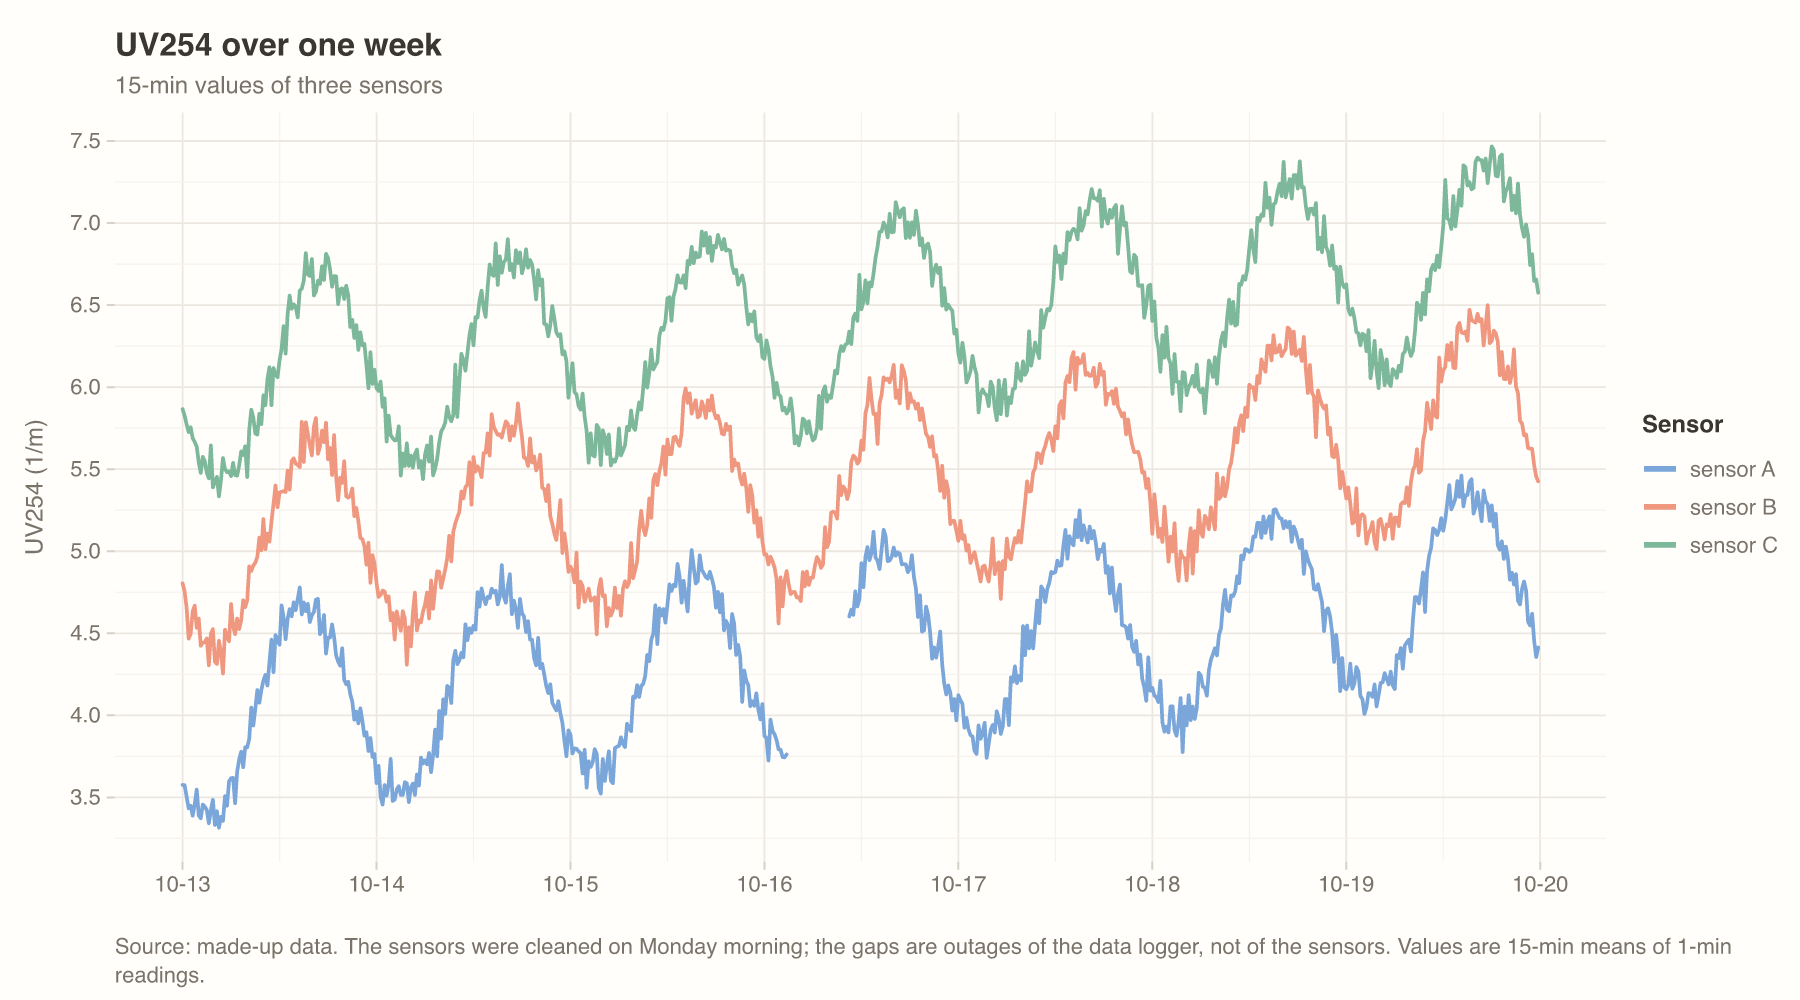 UV254 over one week
15-min values of three sensors
UV254 (1/m)
7.5
7.0
6.5
6.0
5.5
5.0
4.5
4.0
3.5
10-13 10-14 10-15 10-16 10-17 10-18 10-19 10-20
Sensor
sensor A
sensor B
sensor C
Source: made-up data. The sensors were cleaned on Monday morning; the gaps are outages of the data logger, not of the sensors. Values are 15-min means of 1-min
readings.